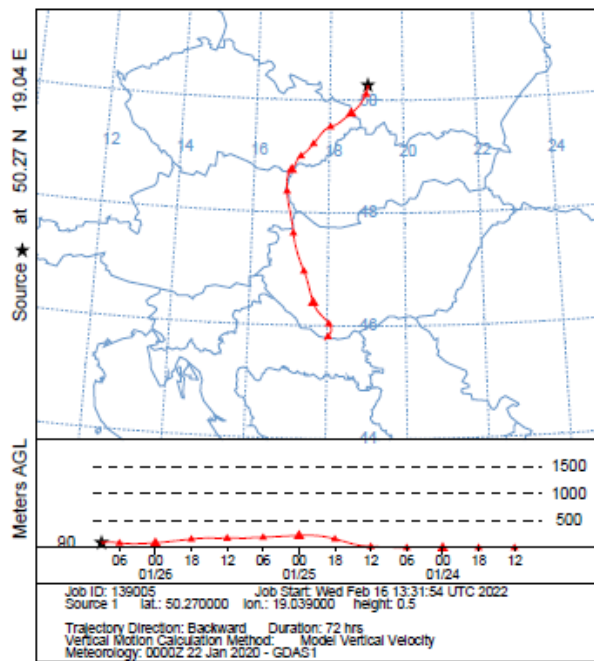 12
14
16
18
20
22
24
50
48
46
44
Source ★ at 50.27 N 19.04 E
Meters AGL
1500
1000
500
90
06 00 18 12 06 00 18 12 06 00 18 12
01/26 01/25 01/24
Job ID: 139005 Job Start: Wed Feb 16 13:31:54 UTC 2022
Source 1 lat.: 50.270000 lon.: 19.039000 height: 0.5
Trajectory Direction: Backward Duration: 72 hrs
Vertical Motion Calculation Method: Model Vertical Velocity
Meteorology: 0000Z 22 Jan 2020 - GDAS1